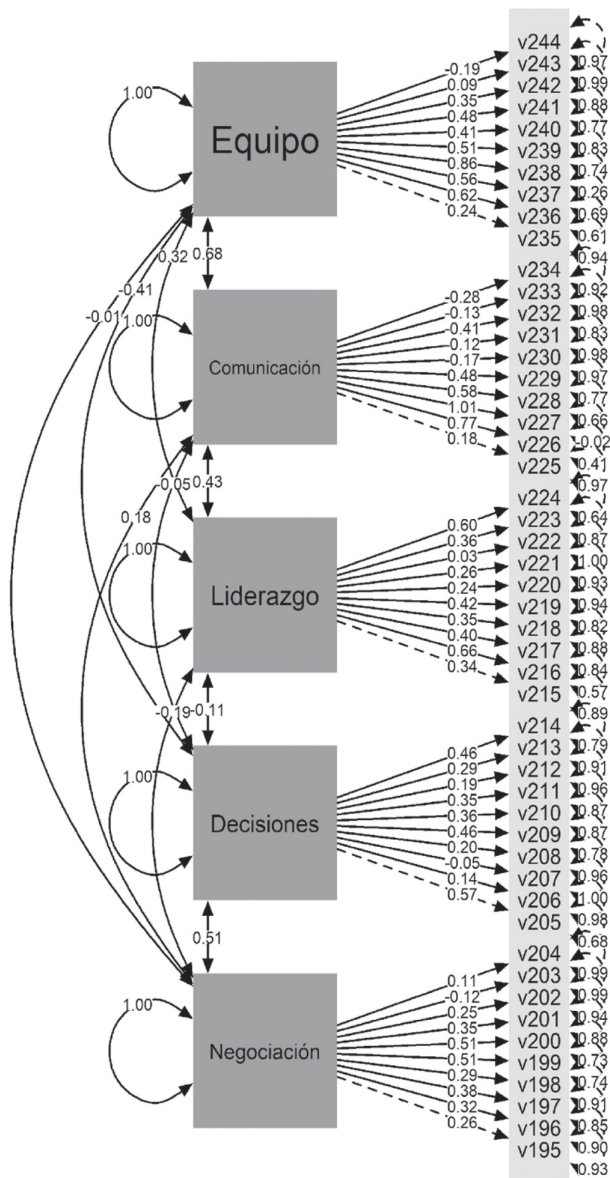 1.00
Equipo
-0.19
0.09
0.35
0.48
0.41
0.51
0.86
0.56
0.62
0.24
v244
v243
v242
v241
v240
v239
v238
v237
v236
v235
0.97
0.99
0.88
0.77
0.83
0.74
0.26
0.69
0.61
0.94
0.32
0.68
-0.41
-0.01
1.00
Comunicación
-0.28
-0.13
-0.41
0.12
-0.17
0.48
0.58
1.01
0.77
0.18
v234
v233
v232
v231
v230
v229
v228
v227
v226
v225
0.92
0.98
0.83
0.98
0.97
0.77
0.66
-0.02
0.41
0.97
-0.05
0.43
0.18
1.00
Liderazgo
0.60
0.36
0.03
0.26
0.24
0.42
0.35
0.40
0.66
0.34
v224
v223
v222
v221
v220
v219
v218
v217
v216
v215
0.64
0.87
1.00
0.93
0.94
0.82
0.88
0.84
0.57
0.89
-0.19
-0.11
1.00
Decisiones
0.46
0.29
0.19
0.35
0.36
0.46
0.20
-0.05
0.14
0.57
v214
v213
v212
v211
v210
v209
v208
v207
v206
v205
0.79
0.91
0.96
0.87
0.87
0.78
0.96
1.00
0.98
0.68
0.51
1.00
Negociación
0.11
-0.12
0.25
0.35
0.51
0.51
0.29
0.38
0.32
0.26
v204
v203
v202
v201
v200
v199
v198
v197
v196
v195
0.99
0.99
0.94
0.88
0.73
0.74
0.91
0.85
0.90
0.93